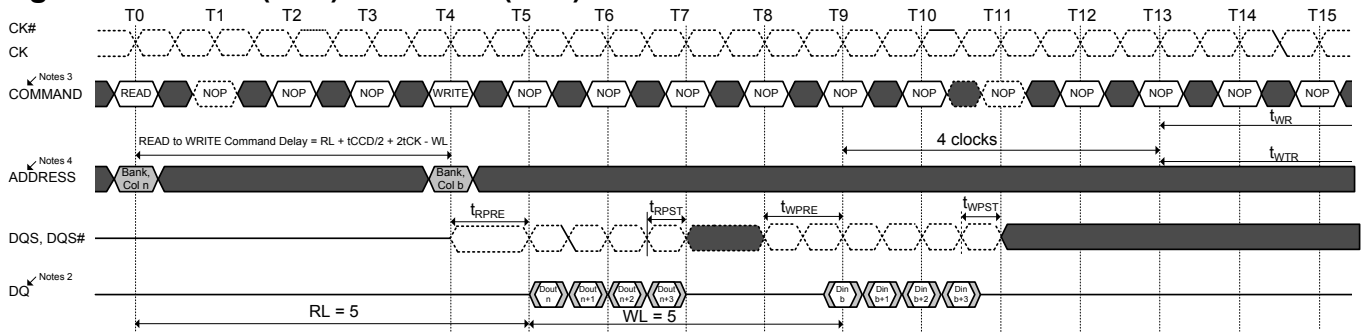 T0 T1 T2 T3 T4 T5 T6 T7 T8 T9 T10 T11 T12 T13 T14 T15
CK#
CK
Notes 3
COMMAND READ NOP NOP NOP WRITE NOP NOP NOP NOP NOP NOP NOP NOP NOP NOP NOP
READ to WRITE Command Delay = RL + tCCD/2 + 2tCK - WL
4 clocks
tWR
tWTR
Notes 4
ADDRESS
Bank, Col n
Bank, Col b
tRPRE tRPST tWPRE tWPST
DQS, DQS#
Notes 2
DQ
Dout n
Dout n+1
Dout n+2
Dout n+3
Din b
Din b+1
Din b+2
Din b+3
RL = 5 WL = 5